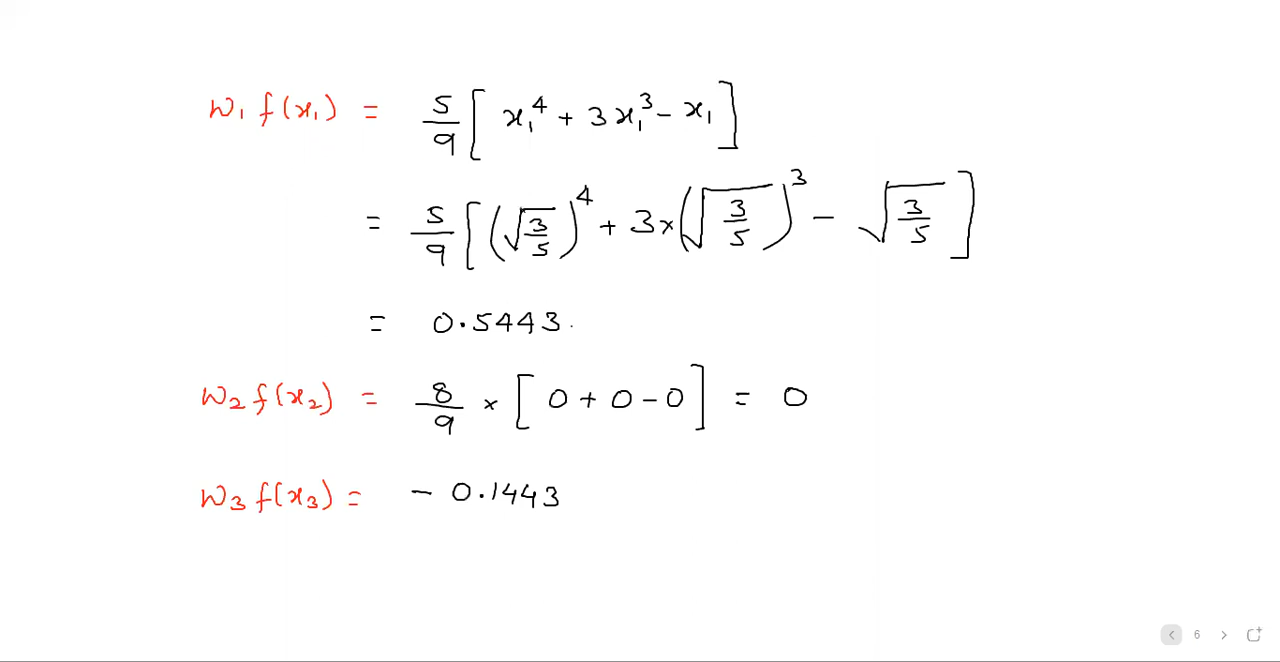 w₁ f(x₁) = 5/9 [ x₁⁴ + 3x₁³ - x₁ ]
= 5/9 [ (√(3/5))⁴ + 3×(√(3/5))³ - √(3/5) ]
= 0.5443.
w₂ f(x₂) = 8/9 × [ 0 + 0 - 0 ] = 0
w₃ f(x₃) = - 0.1443
6